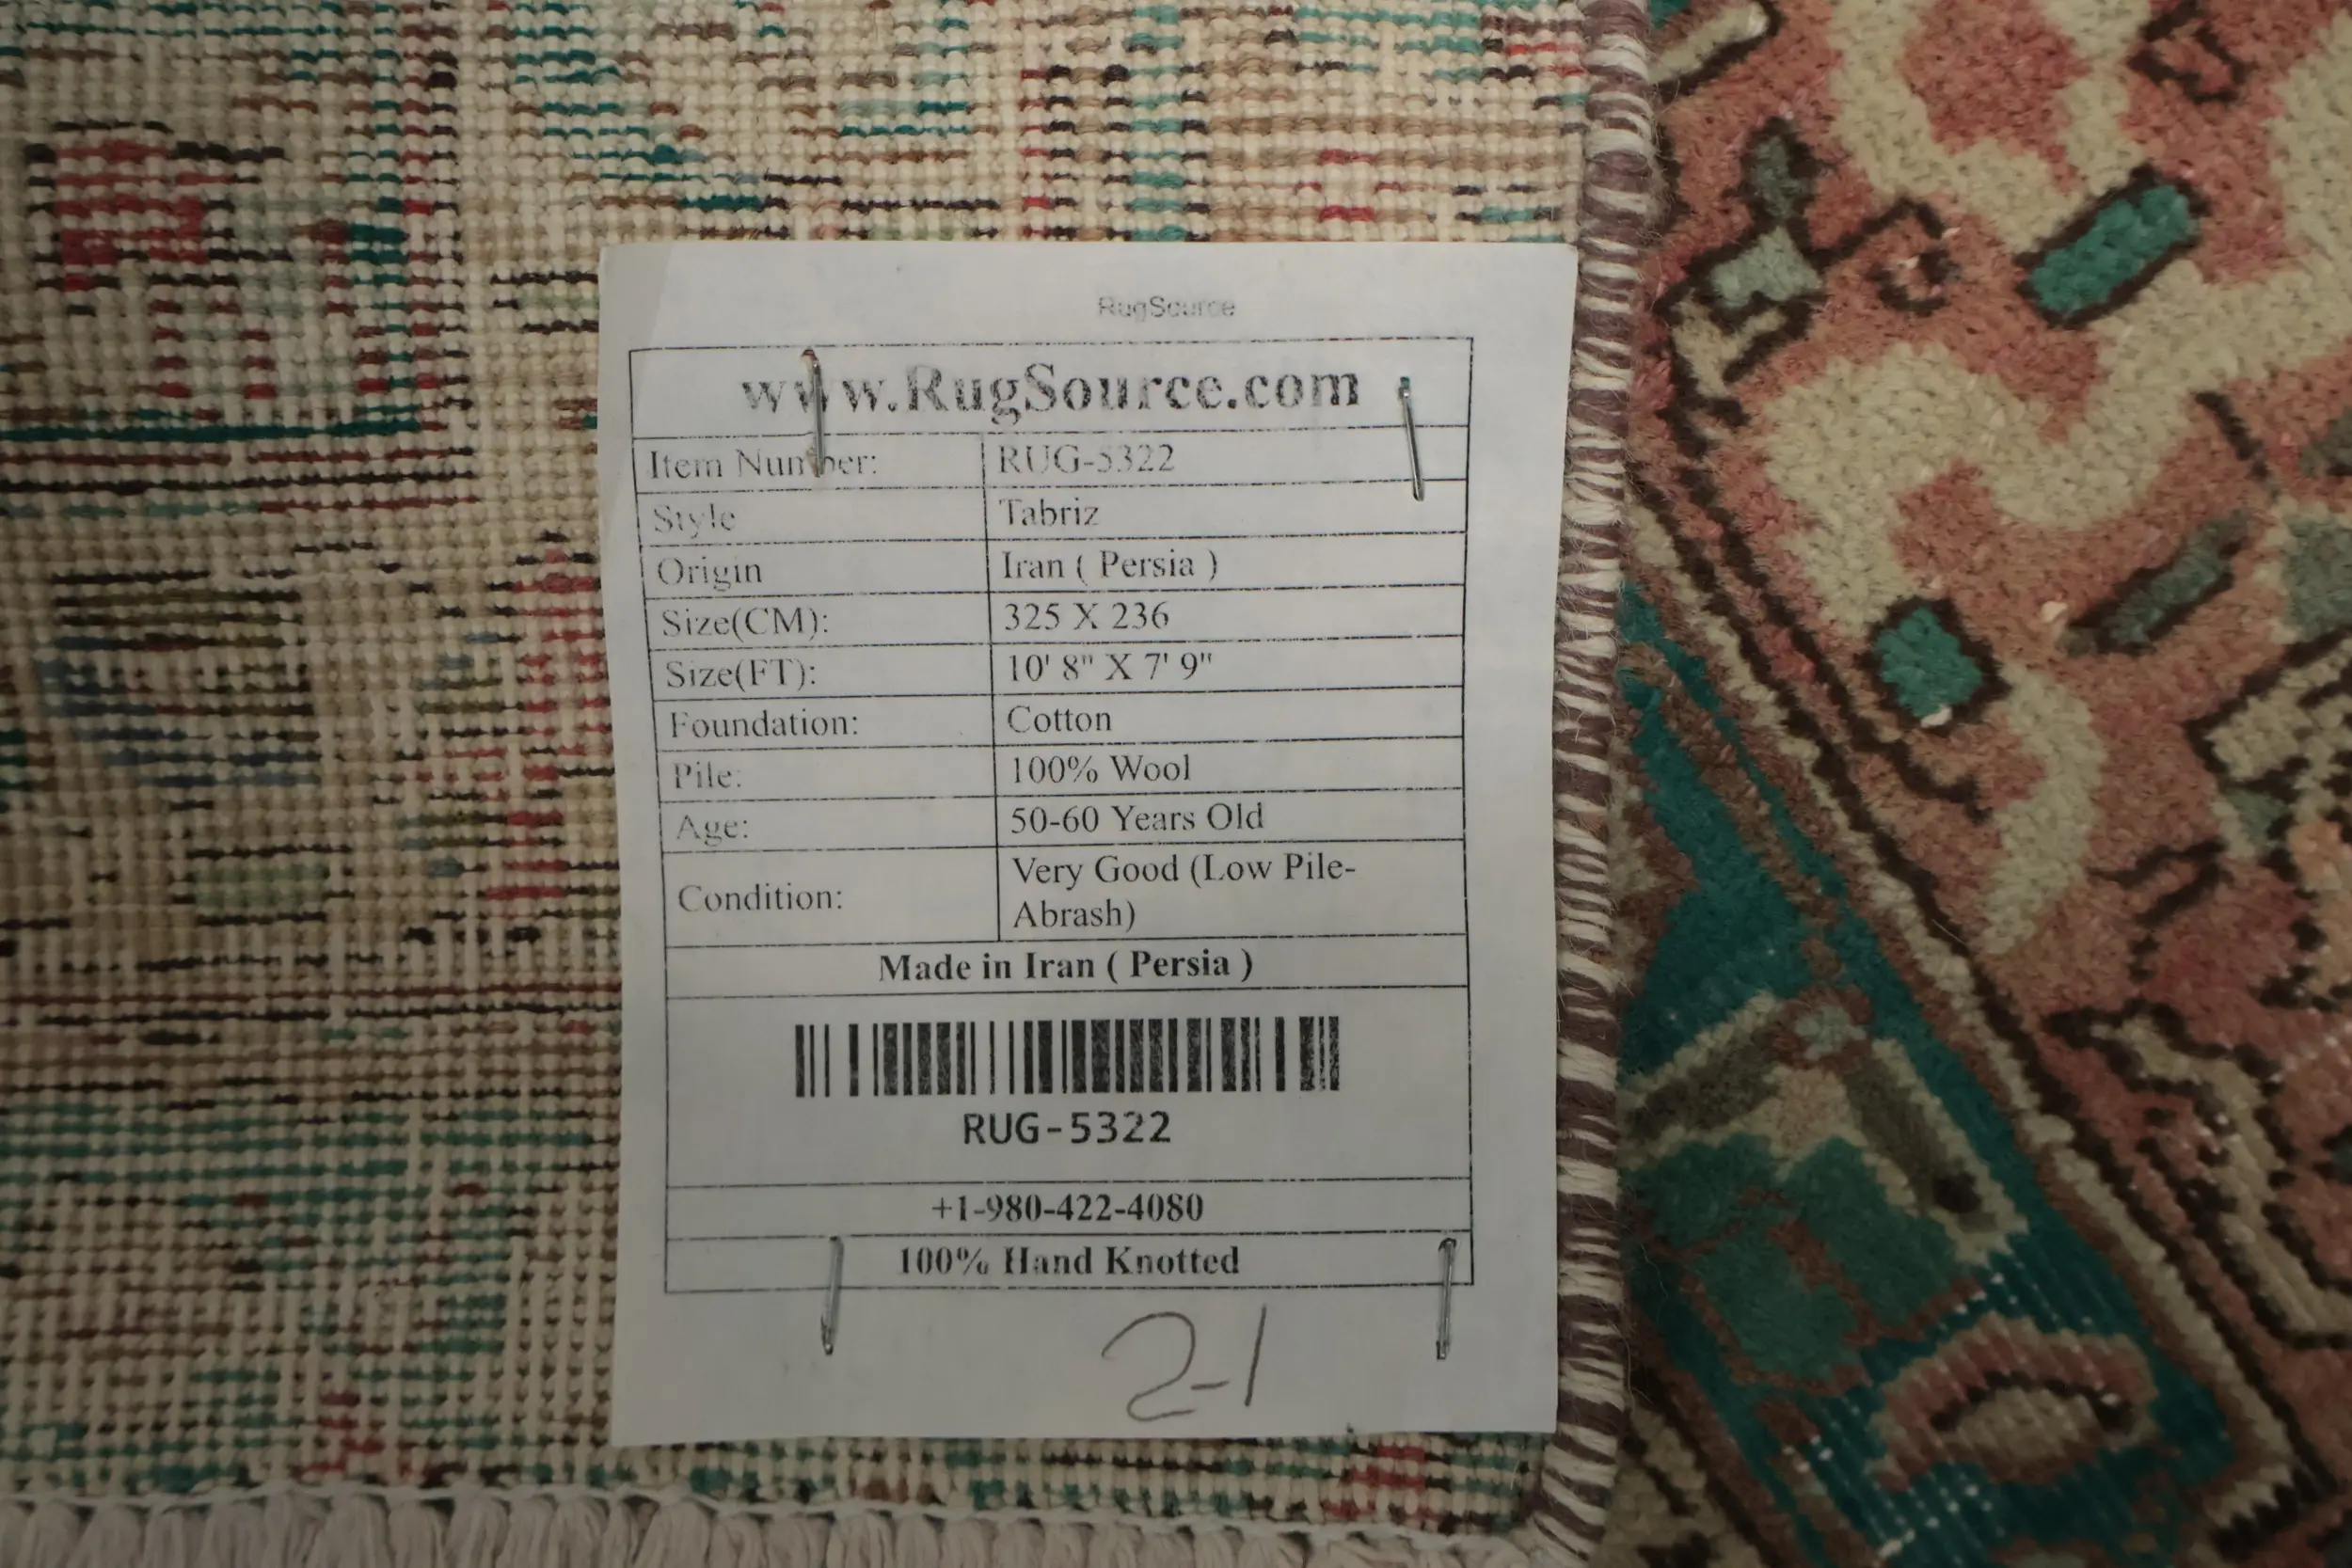 RugSource
www.RugSource.com
Item Number: RUG-5322
Style Tabriz
Origin Iran ( Persia )
Size(CM): 325 X 236
Size(FT): 10' 8" X 7' 9"
Foundation: Cotton
Pile: 100% Wool
Age: 50-60 Years Old
Condition: Very Good (Low Pile-
Abrash)
Made in Iran ( Persia )
RUG-5322
+1-980-422-4080
100% Hand Knotted
2-1